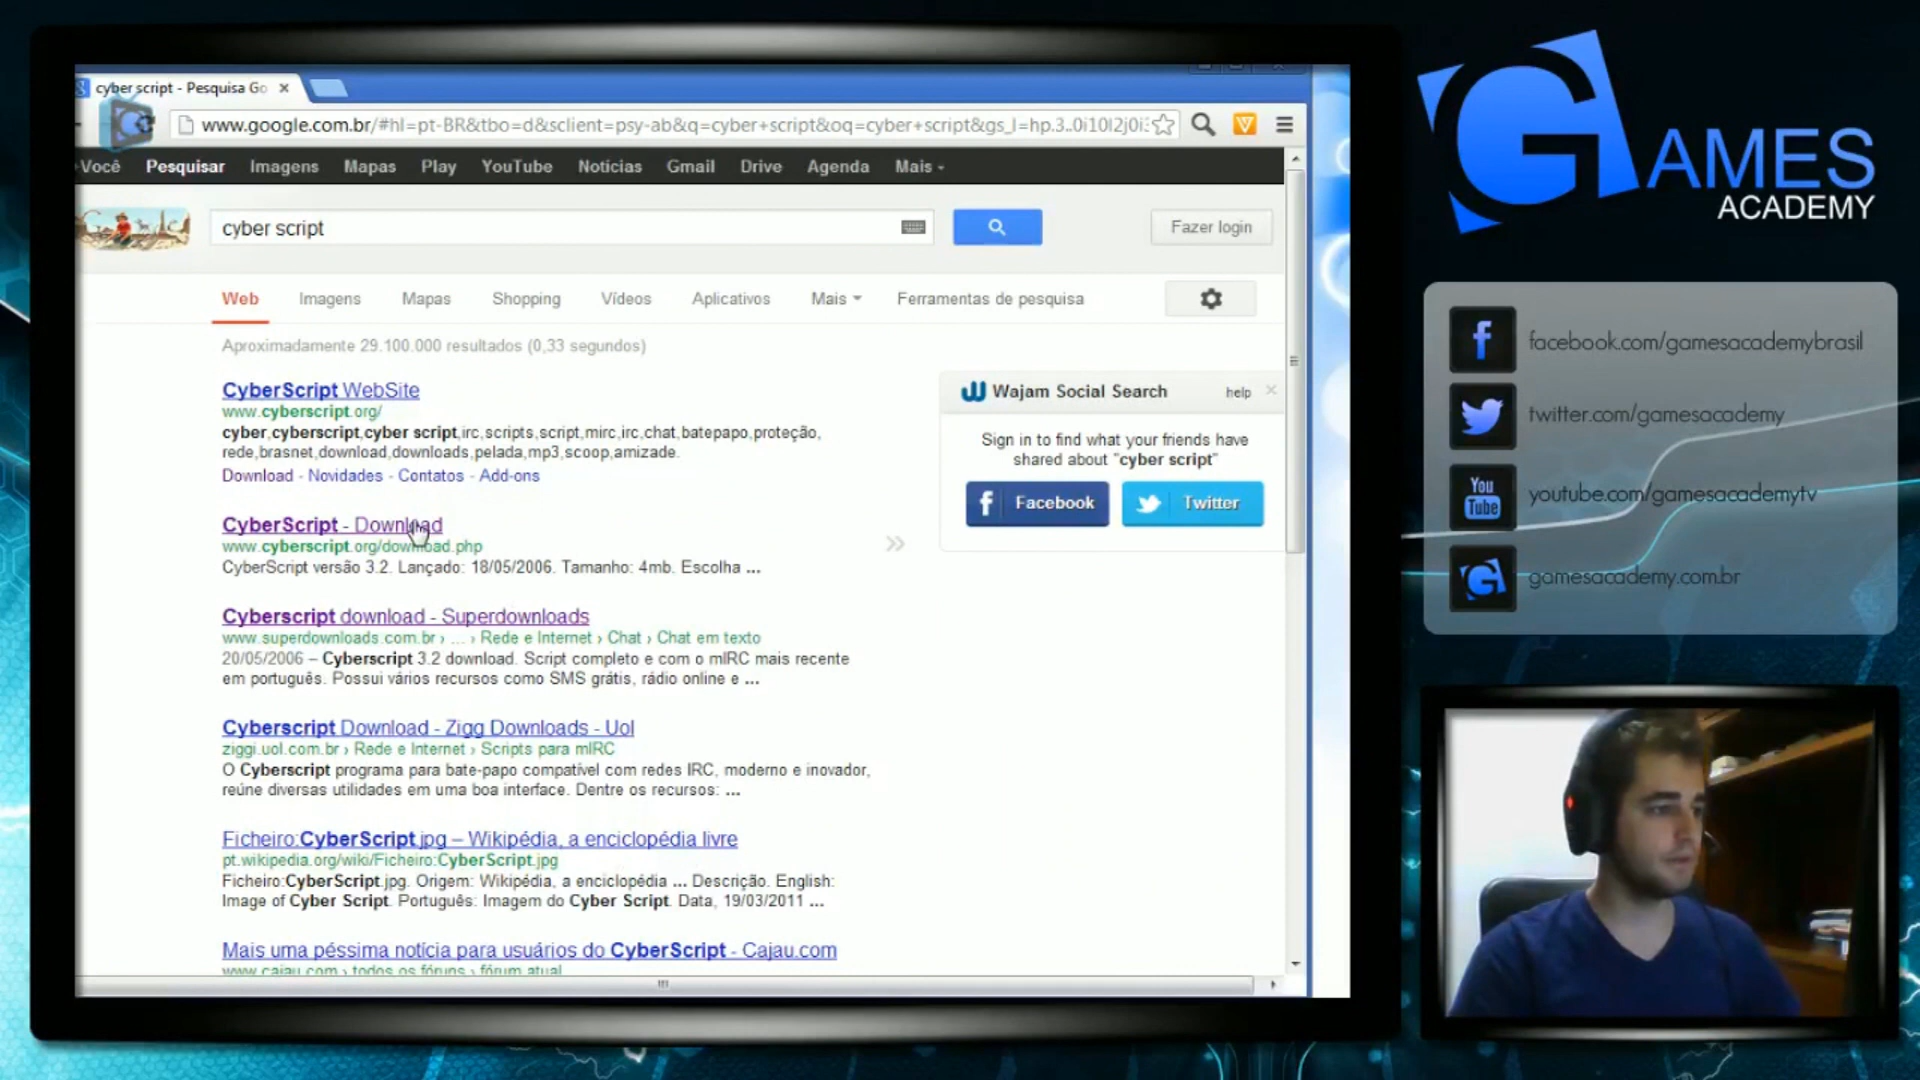 cyber script - Pesquisa Go
www.google.com.br/#hl=pt-BR&tbo=d&sclient=psy-ab&q=cyber+script&oq=cyber+script&gs_l=hp.3..0i10l2j0i3
Você Pesquisar Imagens Mapas Play YouTube Notícias Gmail Drive Agenda Mais
cyber script
Fazer login
Web Imagens Mapas Shopping Vídeos Aplicativos Mais Ferramentas de pesquisa
Aproximadamente 29.100.000 resultados (0,33 segundos)
CyberScript WebSite
www.cyberscript.org/
cyber,cyberscript,cyber script,irc,scripts,script,mirc,irc,chat,batepapo,proteção,
rede,brasnet,download,downloads,pelada,mp3,scoop,amizade.
Download - Novidades - Contatos - Add-ons
CyberScript - Download
www.cyberscript.org/download.php
CyberScript versão 3.2. Lançado: 18/05/2006. Tamanho: 4mb. Escolha ...
Cyberscript download - Superdownloads
www.superdownloads.com.br › ... › Rede e Internet › Chat › Chat em texto
20/05/2006 – Cyberscript 3.2 download. Script completo e com o mIRC mais recente
em português. Possui vários recursos como SMS grátis, rádio online e ...
Cyberscript Download - Zigg Downloads - Uol
ziggi.uol.com.br › Rede e Internet › Scripts para mIRC
O Cyberscript programa para bate-papo compatível com redes IRC, moderno e inovador,
reúne diversas utilidades em uma boa interface. Dentre os recursos: ...
Ficheiro:CyberScript.jpg – Wikipédia, a enciclopédia livre
pt.wikipedia.org/wiki/Ficheiro:CyberScript.jpg
Ficheiro:CyberScript.jpg. Origem: Wikipédia, a enciclopédia ... Descrição. English:
Image of Cyber Script. Português: Imagem do Cyber Script. Data, 19/03/2011 ...
Mais uma péssima notícia para usuários do CyberScript - Cajau.com
www.cajau.com › todos os fóruns › fórum atual
Wajam Social Search help
Sign in to find what your friends have
shared about "cyber script"
Facebook Twitter
GAMES
ACADEMY
facebook.com/gamesacademybrasil
twitter.com/gamesacademy
You
Tube
youtube.com/gamesacademytv
gamesacademy.com.br